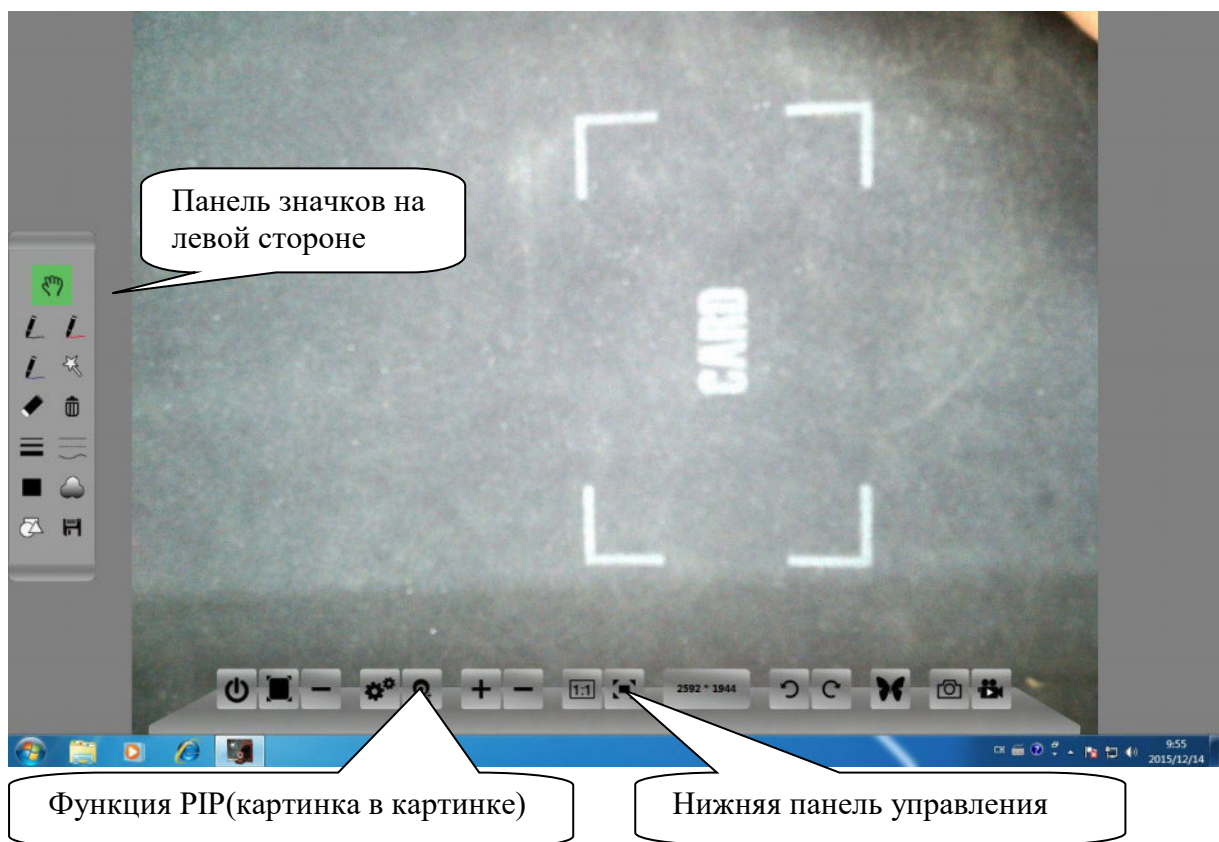 Панель значков на
левой стороне
CARD
1:1
2592 * 1944
CH
9:55
2015/12/14
Функция PIP(картинка в картинке)
Нижняя панель управления